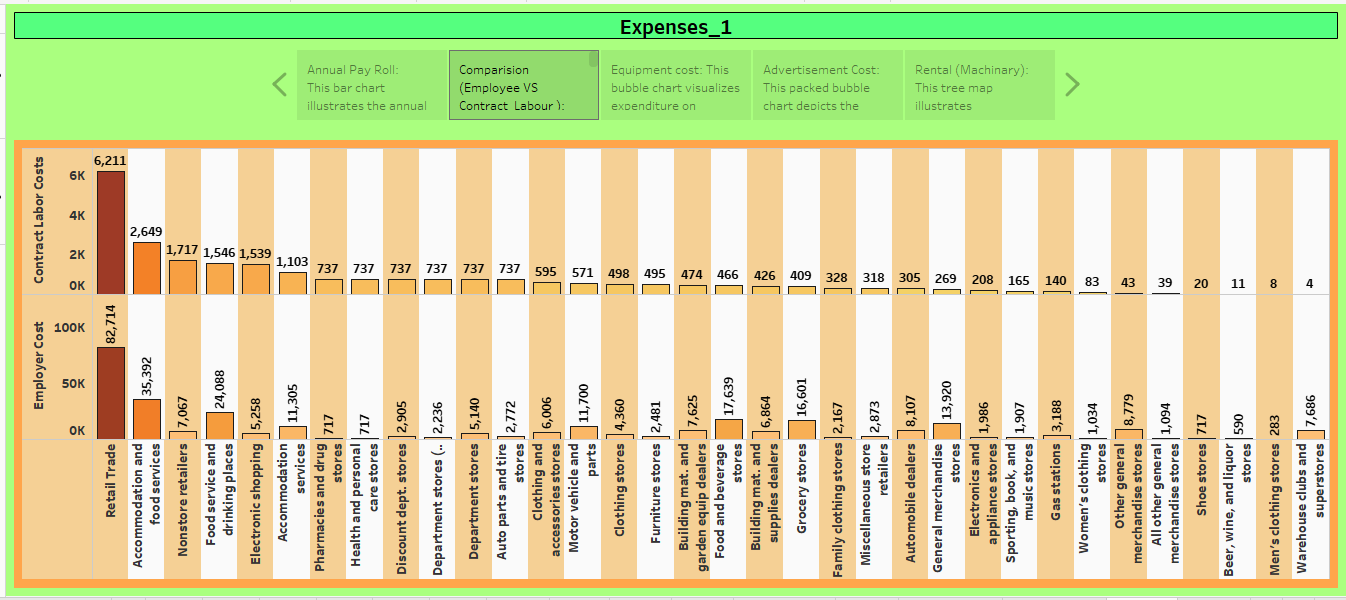 Expenses_1
Annual Pay Roll:
This bar chart
illustrates the annual
Comparision
(Employee VS
Contract Labour ):
Equipment cost: This
bubble chart visualizes
expenditure on
Advertisement Cost:
This packed bubble
chart depicts the
Rental (Machinery):
This tree map
illustrates
Contract Labor Costs
6K
4K
2K
0K
6,211
2,649
1,717
1,546
1,539
1,103
737
737
737
737
737
737
595
571
498
495
474
466
426
409
328
318
305
269
208
165
140
83
43
39
20
11
8
4
Employer Cost
100K
50K
0K
82,714
35,392
7,067
24,088
5,258
11,305
717
717
2,905
2,236
5,140
2,772
6,006
11,700
4,360
2,481
7,625
17,639
6,864
16,601
2,167
2,873
8,107
13,920
1,986
1,907
3,188
1,034
8,779
1,094
717
590
283
7,686
Retail Trade
Accomodation and
food services
Nonstore retailers
Food service and
drinking places
Electronic shopping
Accommodation
services
Pharmacies and drug
stores
Health and personal
care stores
Discount dept. stores
Department stores (..
Department stores
Auto parts and tire
stores
Clothing and
accessories stores
Motor vehicle and
parts
Clothing stores
Furniture stores
Building mat. and
garden equip dealers
Food and beverage
stores
Building mat. and
supplies dealers
Grocery stores
Family clothing stores
Miscellaneous store
retailers
Automobile dealers
General merchandise
stores
Electronics and
appliance stores
Sporting, book, and
music stores
Gas stations
Women's clothing
stores
Other general
merchandise stores
All other general
merchandise stores
Shoe stores
Beer, wine, and liquor
stores
Men's clothing stores
Warehouse clubs and
superstores